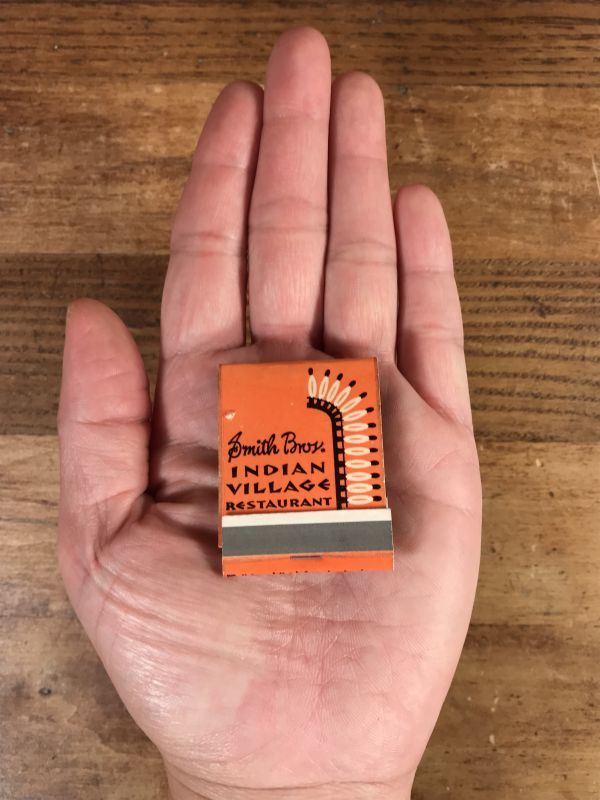 Smith Bros.
INDIAN
VILLAGE
RESTAURANT